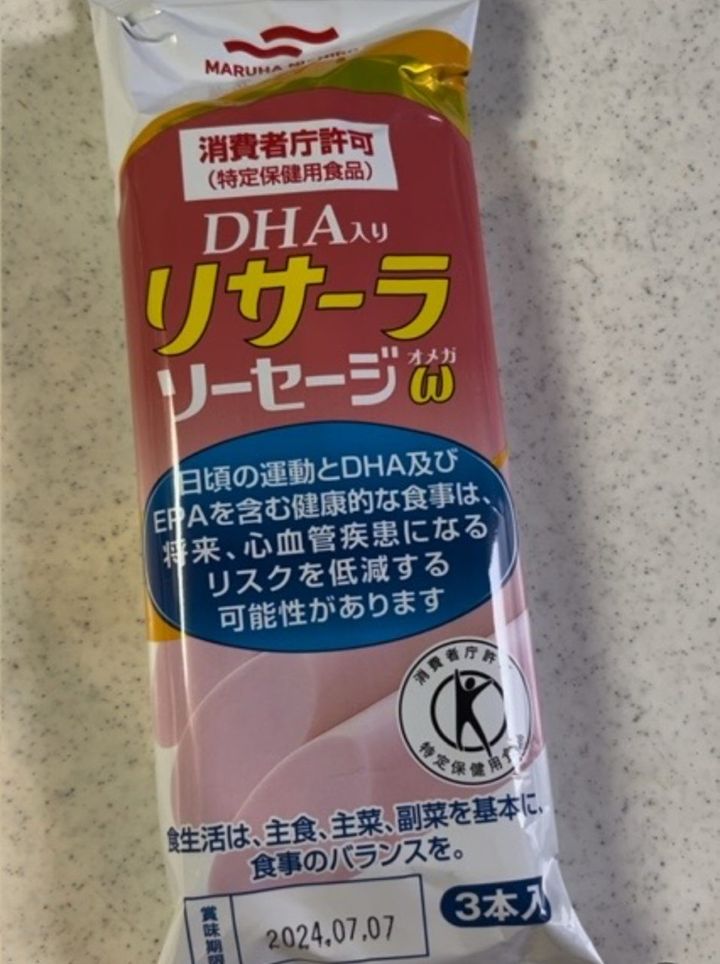 MARUHA NICHIRO
消費者庁許可
(特定保健用食品)
DHA入り
リサーラ
オメガ
ソーセージω
日頃の運動とDHA及び
EPAを含む健康的な食事は、
将来、心血管疾患になる
リスクを低減する
可能性があります
消費者庁許可
特定保健用食品
食生活は、主食、主菜、副菜を基本に、
食事のバランスを。
3本入
賞味期限
2024.07.07